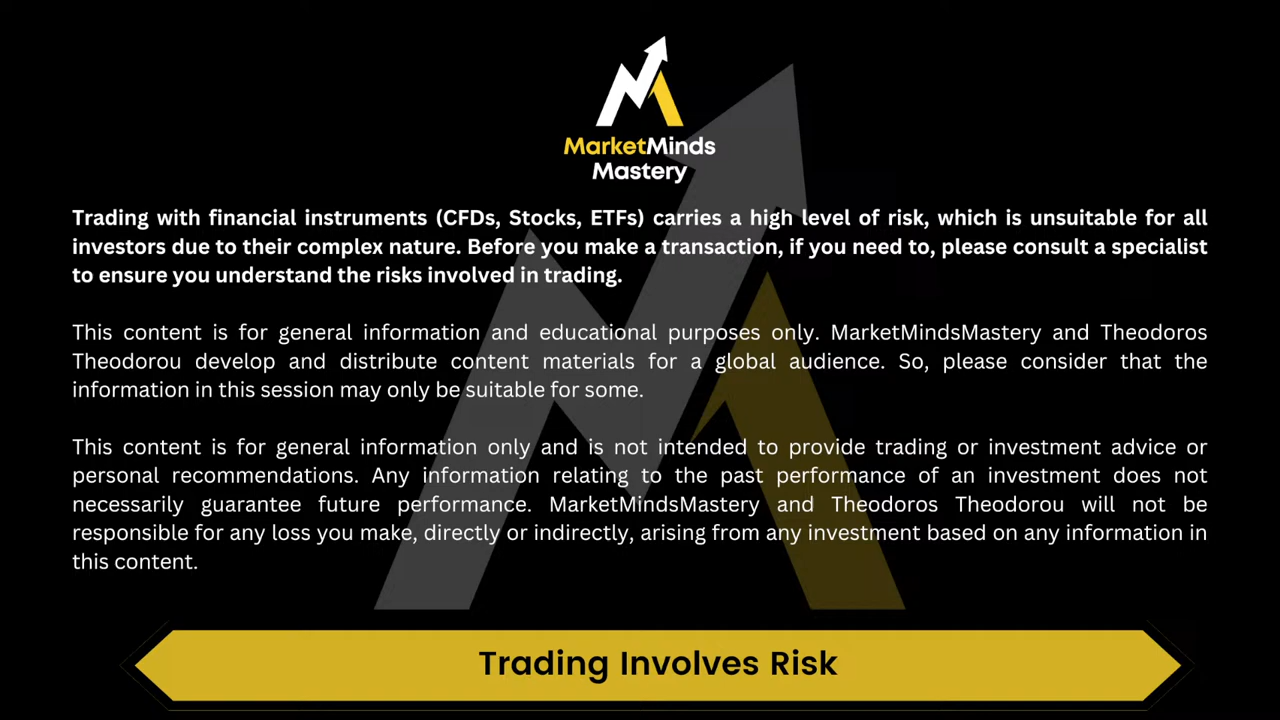 MarketMinds
Mastery
Trading with financial instruments (CFDs, Stocks, ETFs) carries a high level of risk, which is unsuitable for all
investors due to their complex nature. Before you make a transaction, if you need to, please consult a specialist
to ensure you understand the risks involved in trading.
This content is for general information and educational purposes only. MarketMindsMastery and Theodoros
Theodorou develop and distribute content materials for a global audience. So, please consider that the
information in this session may only be suitable for some.
This content is for general information only and is not intended to provide trading or investment advice or
personal recommendations. Any information relating to the past performance of an investment does not
necessarily guarantee future performance. MarketMindsMastery and Theodoros Theodorou will not be
responsible for any loss you make, directly or indirectly, arising from any investment based on any information in
this content.
Trading Involves Risk